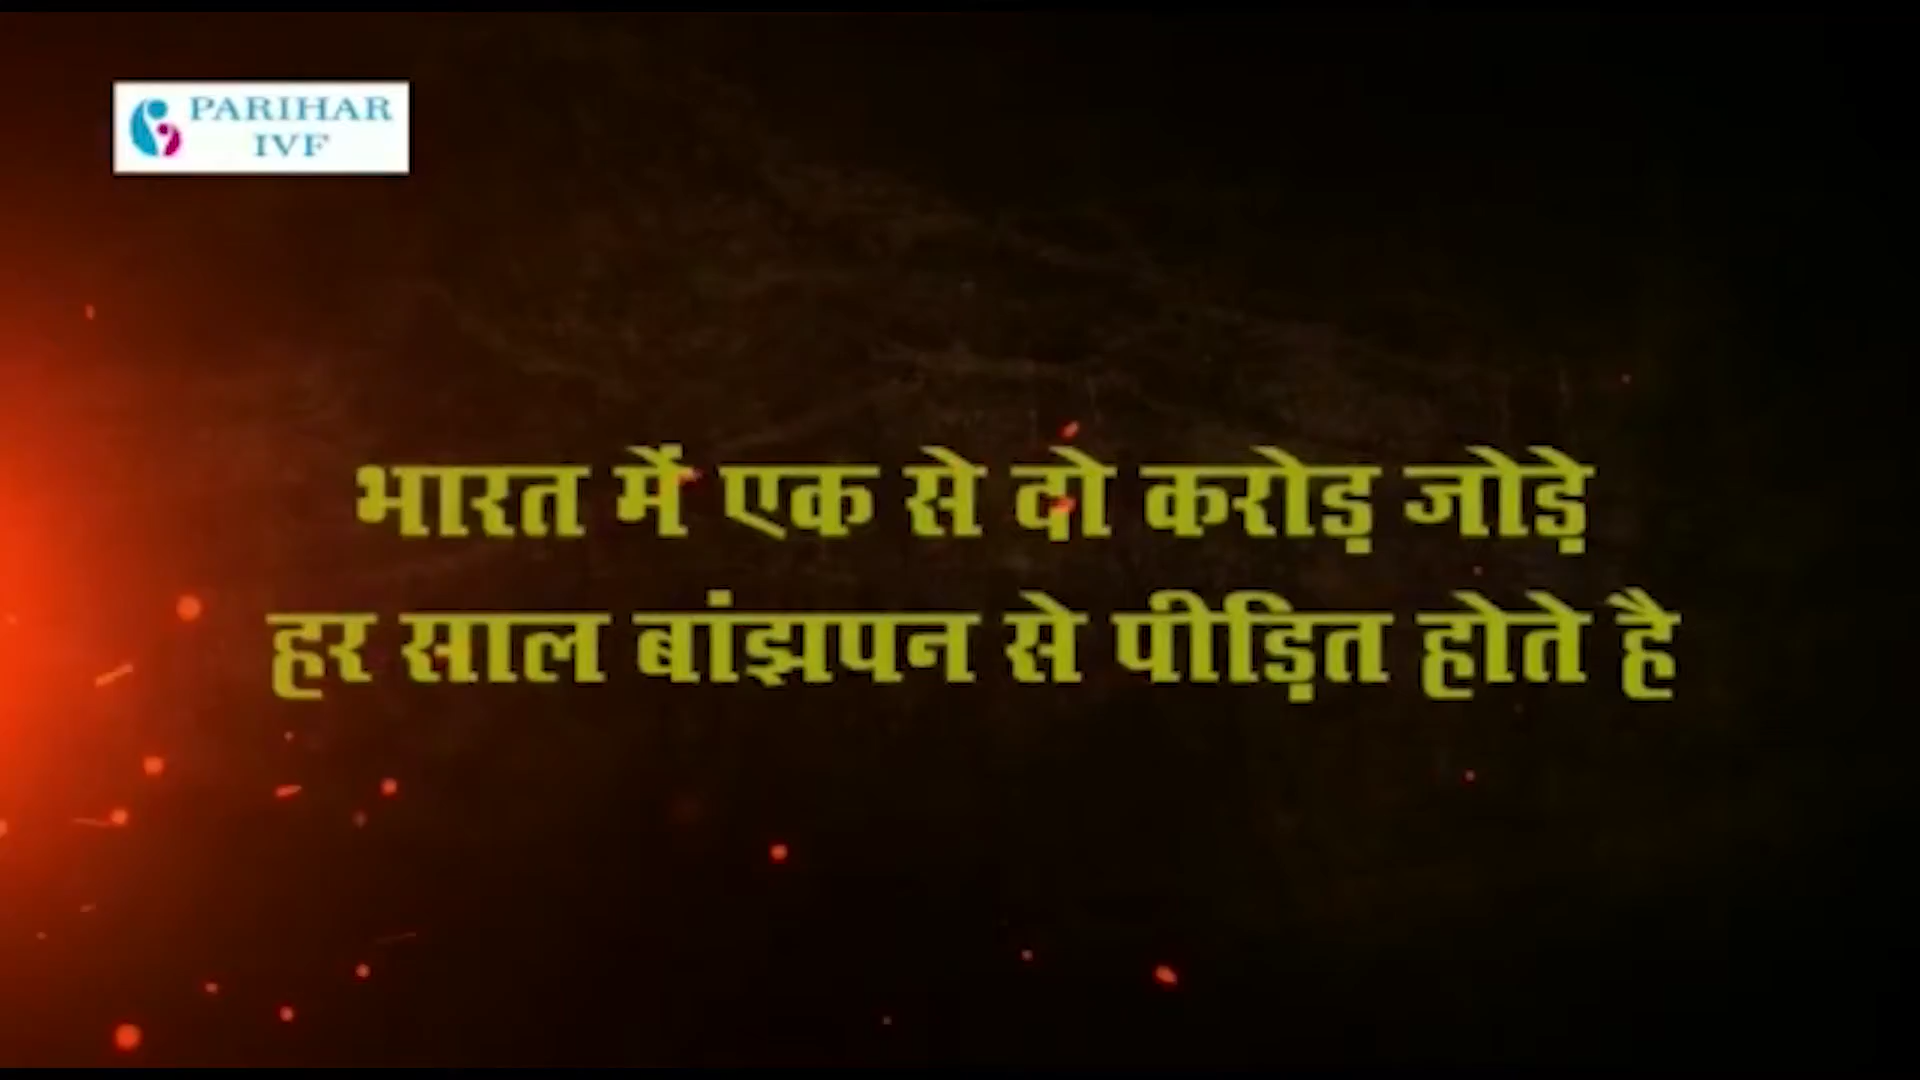 PARIHAR
IVF
भारत में एक से दो करोड़ जोड़े
हर साल बांझपन से पीड़ित होते है